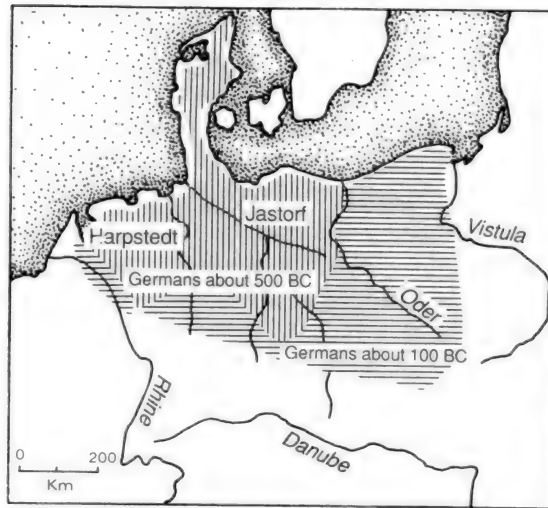 Jastorf
Harpstedt
Vistula
Germans about 500 BC
Oder
Germans about 100 BC
Rhine
0 200
Km
Danube